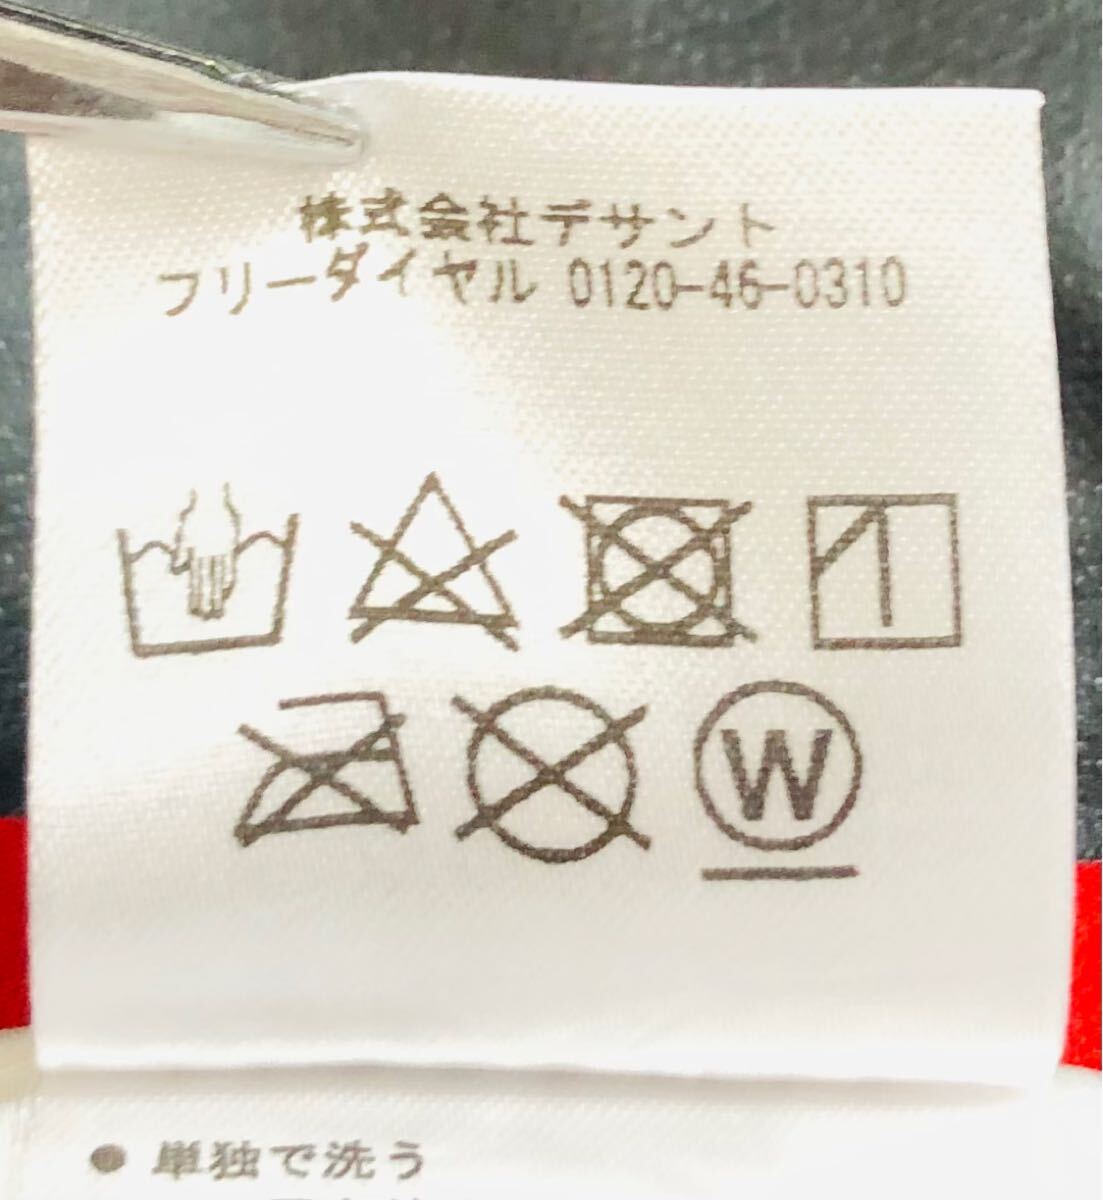 株式会社デサント
フリーダイヤル 0120-46-0310
W
● 単独で洗う